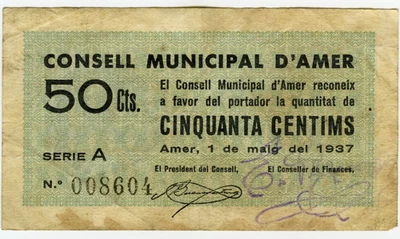 CONSELL MUNICIPAL D'AMER
50 Cts.
El Consell Municipal d'Amer reconeix
a favor del portador la quantitat de
CINQUANTA CENTIMS
Amer, 1 de maig del 1937
SERIE A
El President del Consell,
El Conseller de Finances,
N.º 008604